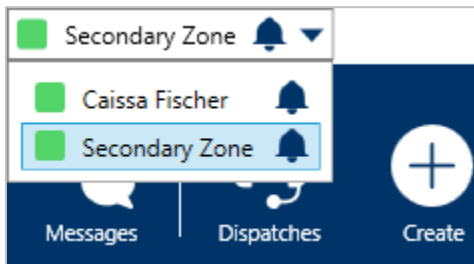 Secondary Zone
Caissa Fischer
Secondary Zone
Messages
Dispatches
Create